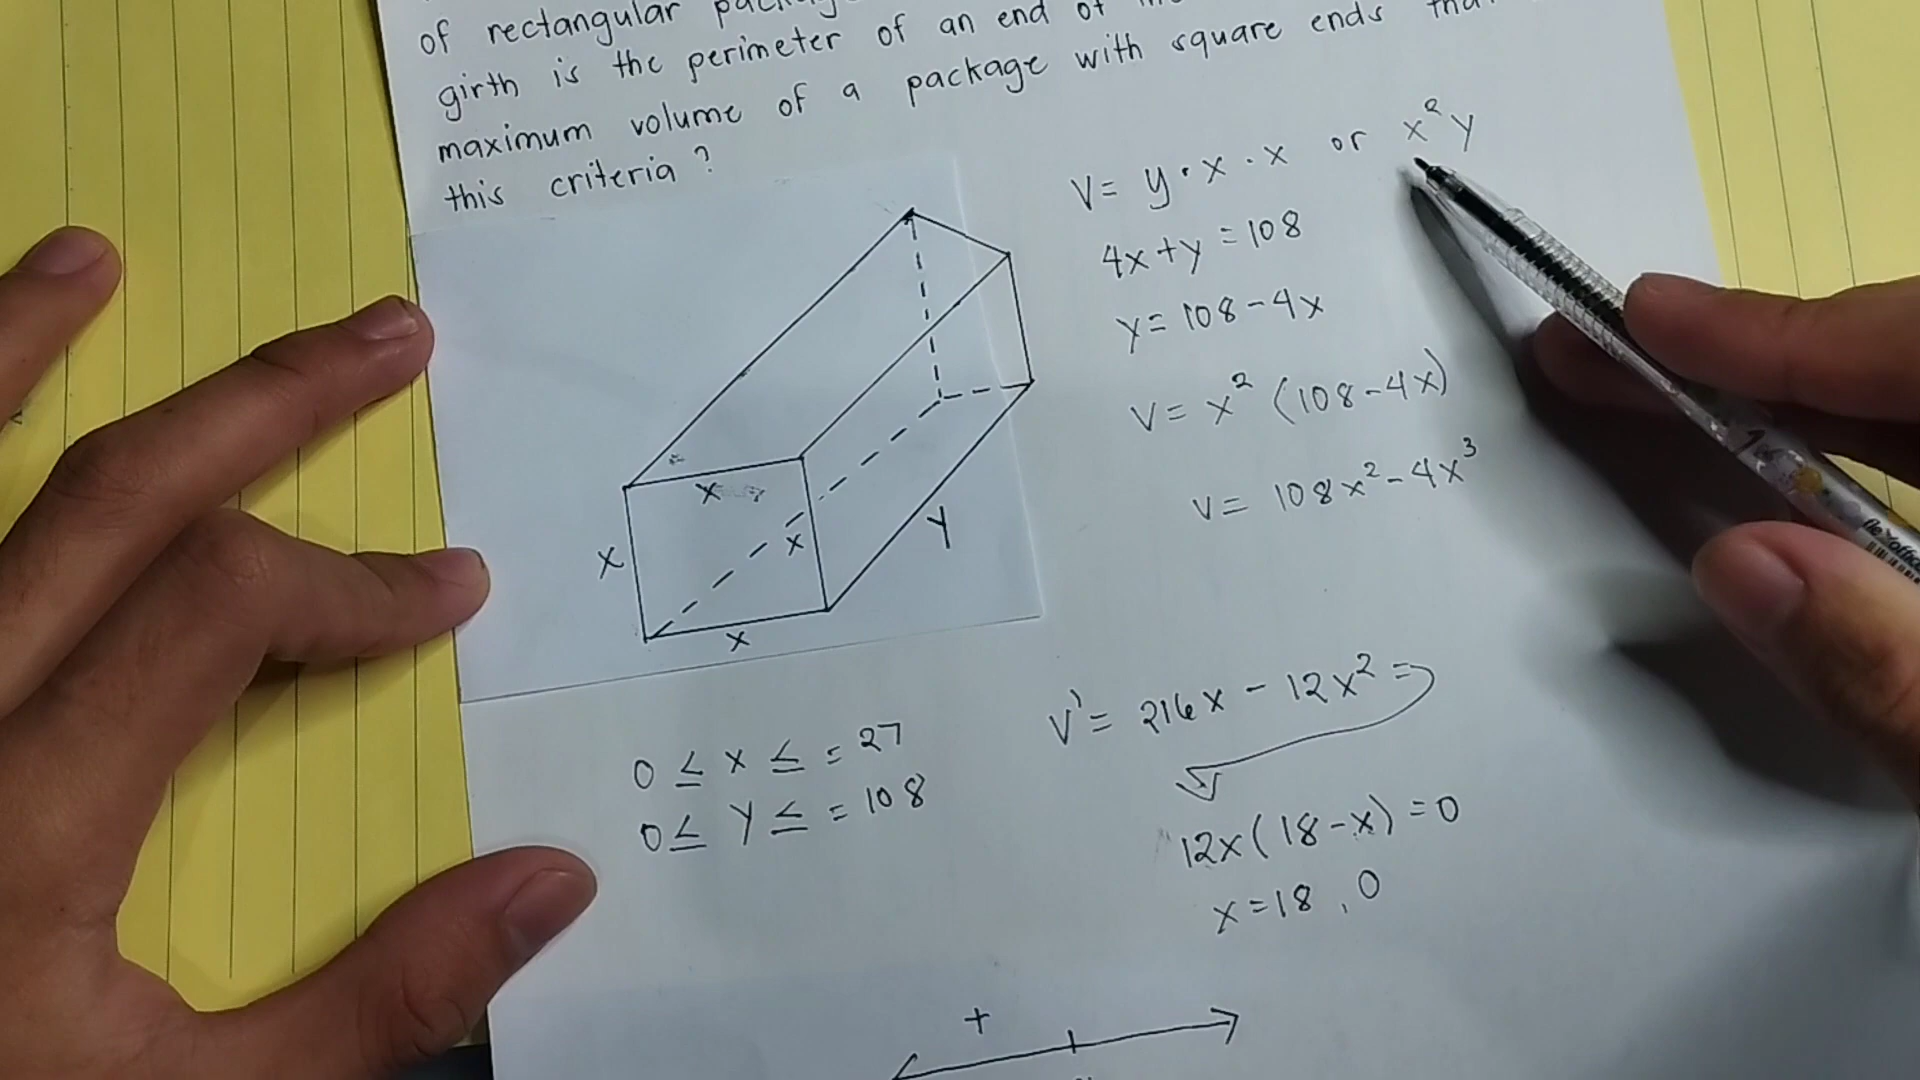 of rectangular
girth is the perimeter of an end of
maximum volume of a package with square ends
this criteria ?
V = y · x · x or x²y
4x + y = 108
y = 108 - 4x
V = x² (108 - 4x)
V = 108x² - 4x³
x
x
x
x
y
0 ≤ x ≤ = 27
0 ≤ y ≤ = 108
V' = 216x - 12x² =
12x (18 - x) = 0
x = 18 , 0
+